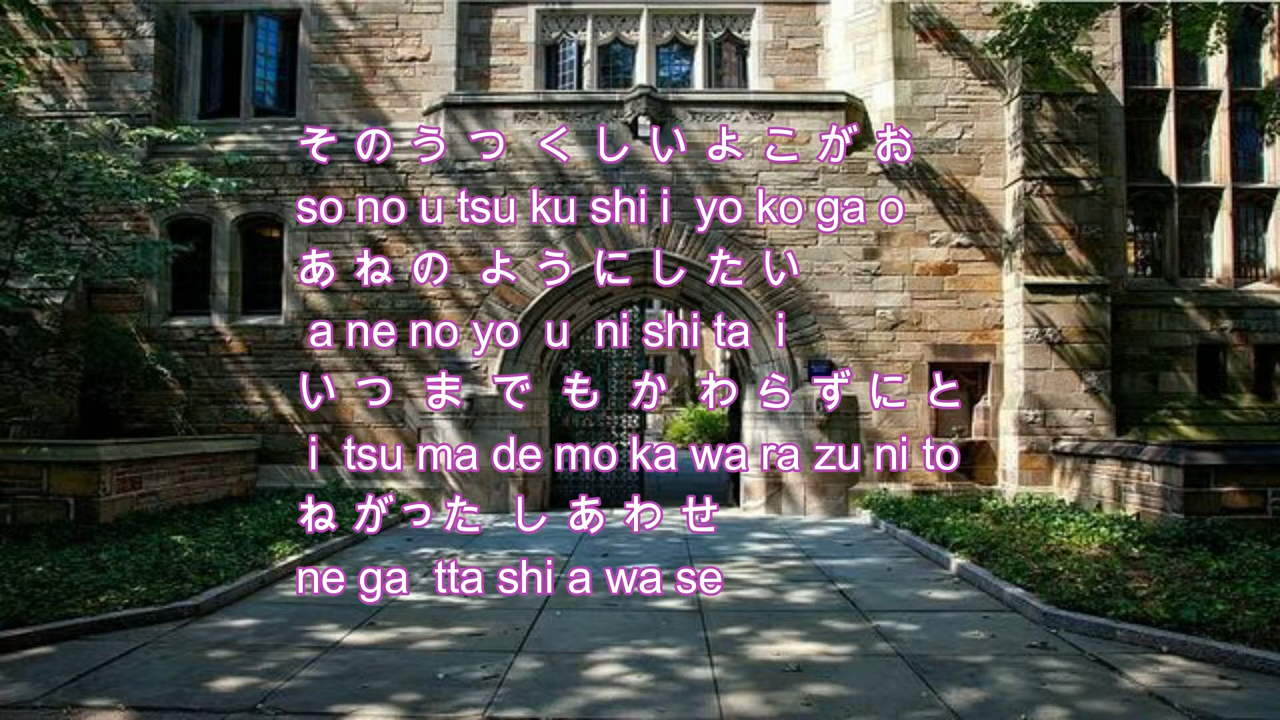 そ の う つ く し い よ こ が お
so no u tsu ku shi i yo ko ga o
あ ね の よ う に し た い
a ne no yo u ni shi ta i
い つ ま で も か わ ら ず に と
i tsu ma de mo ka wa ra zu ni to
ね が っ た し あ わ せ
ne ga tta shi a wa se